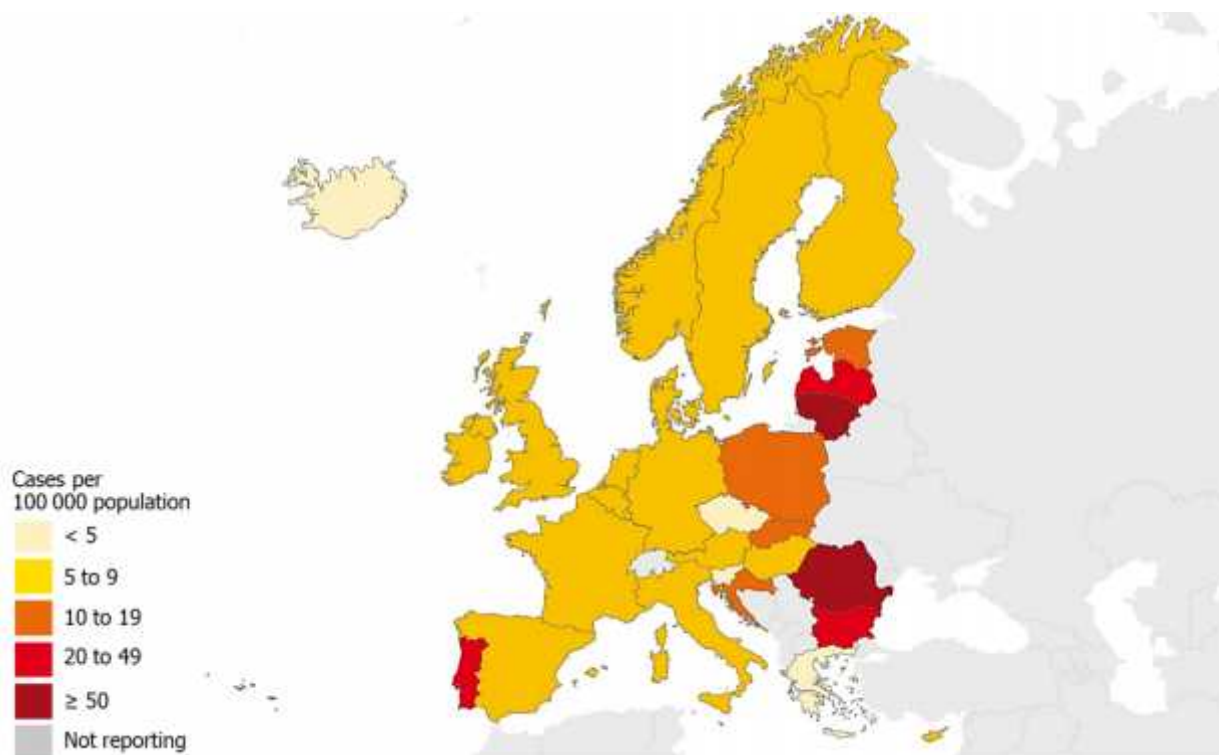 Cases per
100 000 population
< 5
5 to 9
10 to 19
20 to 49
≥ 50
Not reporting